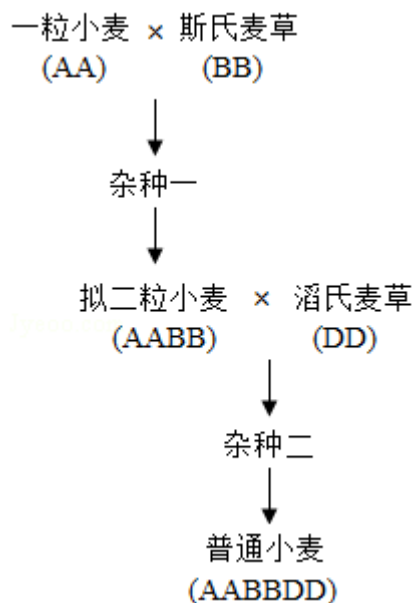 一粒小麦 × 斯氏麦草
(AA) (BB)
杂种一
拟二粒小麦 × 滔氏麦草
(AABB) (DD)
杂种二
普通小麦
(AABBDD)